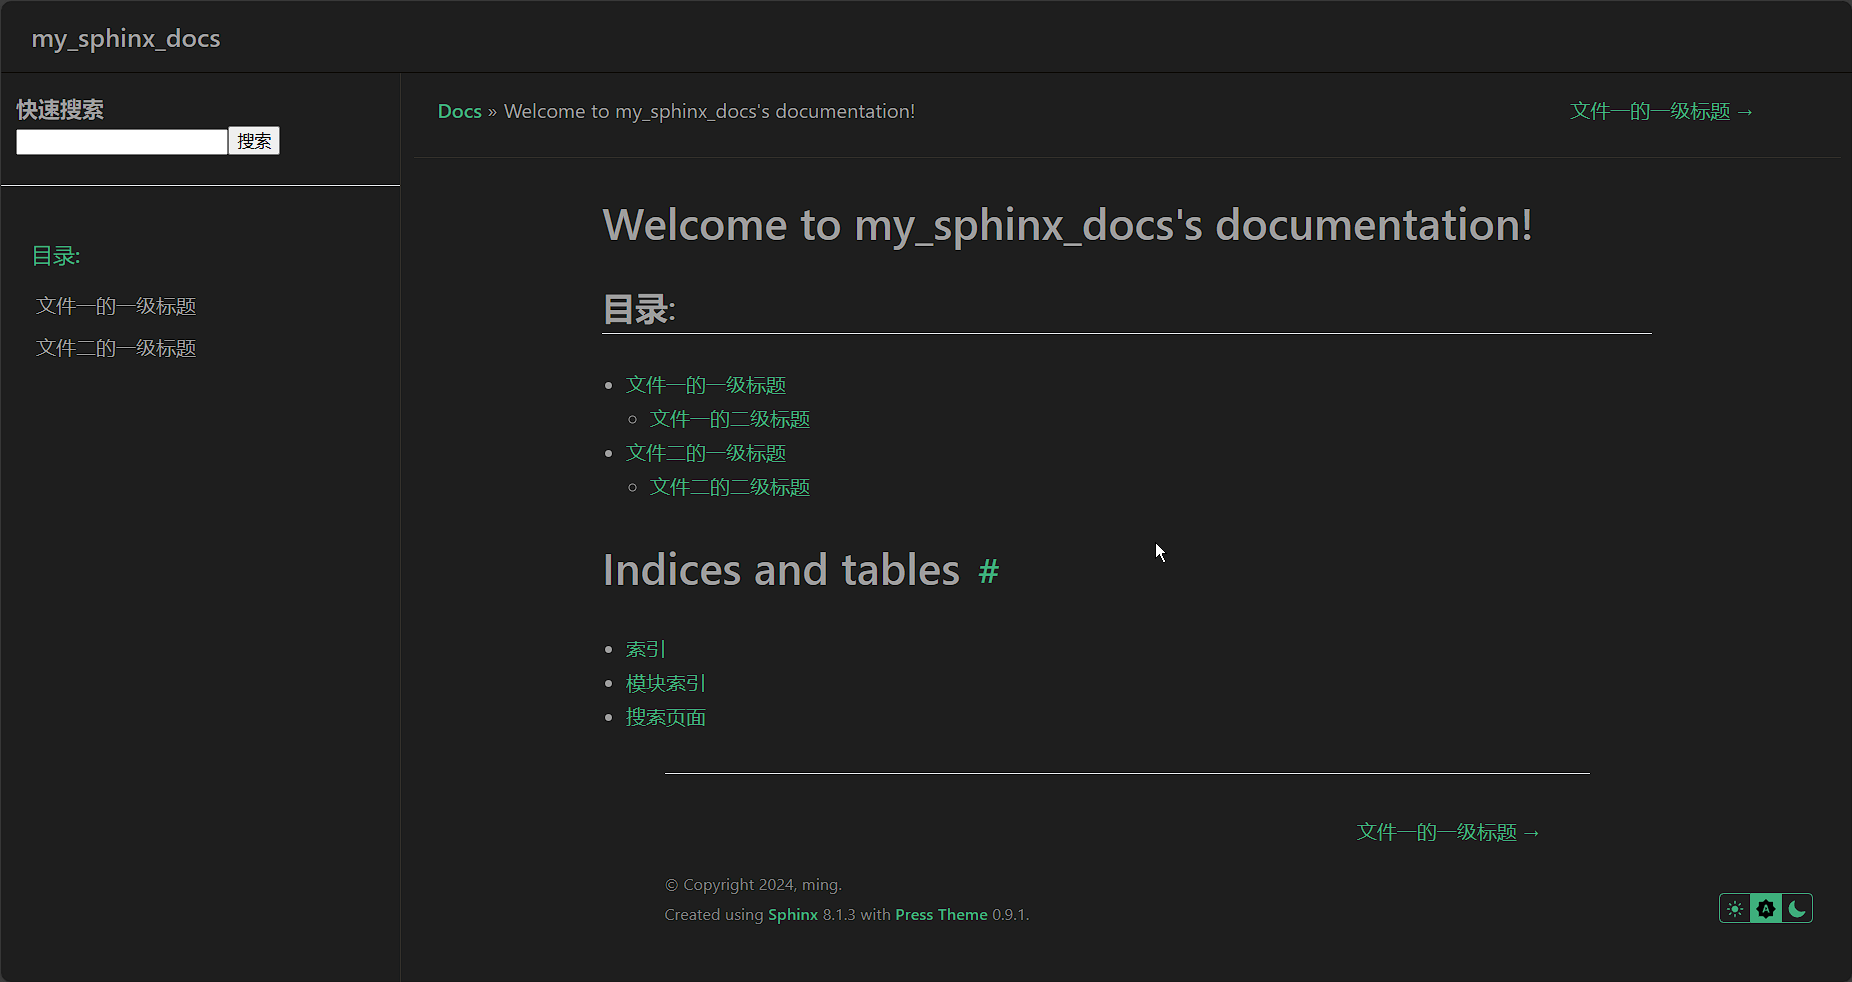 my_sphinx_docs
快速搜索
搜索
目录:
文件一的一级标题
文件二的一级标题
Docs » Welcome to my_sphinx_docs's documentation!
文件一的一级标题 →
Welcome to my_sphinx_docs's documentation!
目录:
文件一的一级标题
文件一的二级标题
文件二的一级标题
文件二的二级标题
Indices and tables #
索引
模块索引
搜索页面
文件一的一级标题 →
© Copyright 2024, ming.
Created using Sphinx 8.1.3 with Press Theme 0.9.1.
A